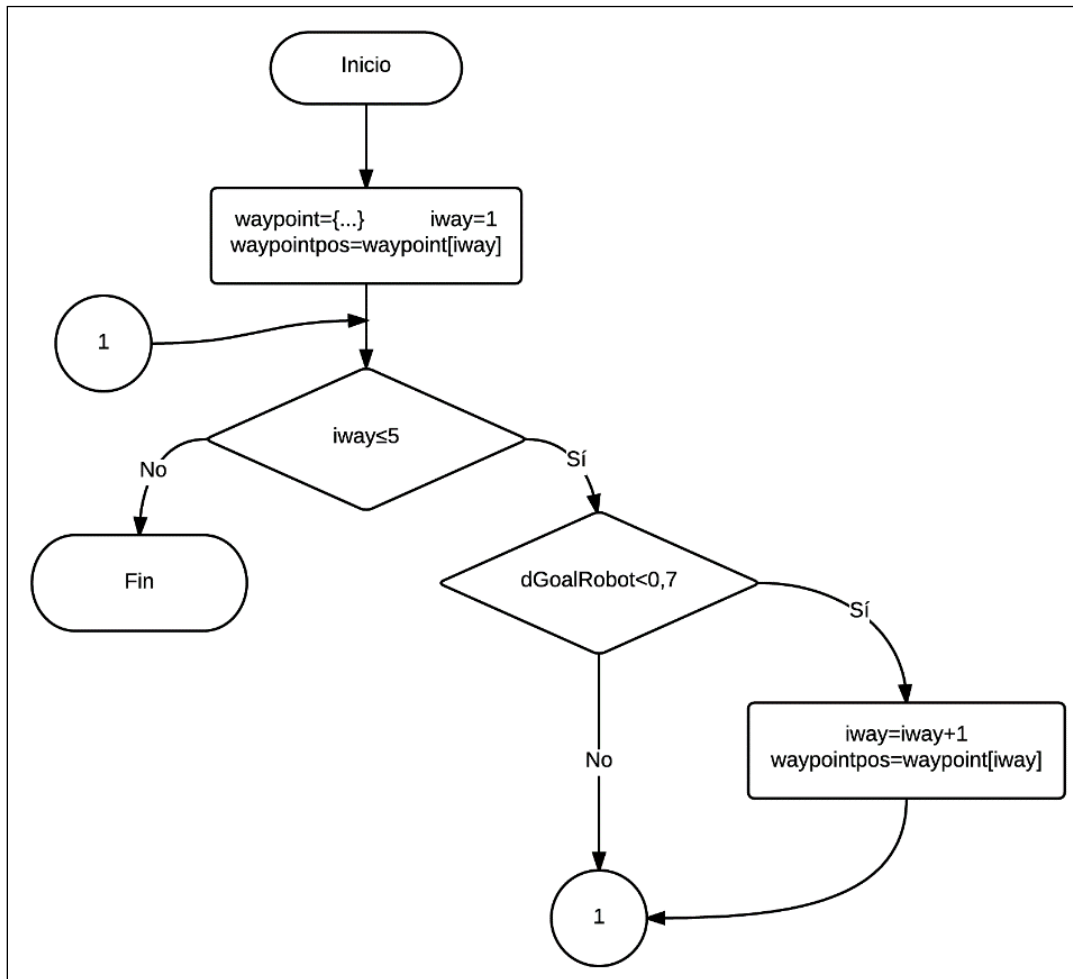 Inicio
waypoint={...} iway=1
waypointpos=waypoint[iway]
1
iway≤5
No
Sí
Fin
dGoalRobot<0,7
Sí
No
iway=iway+1
waypointpos=waypoint[iway]
1